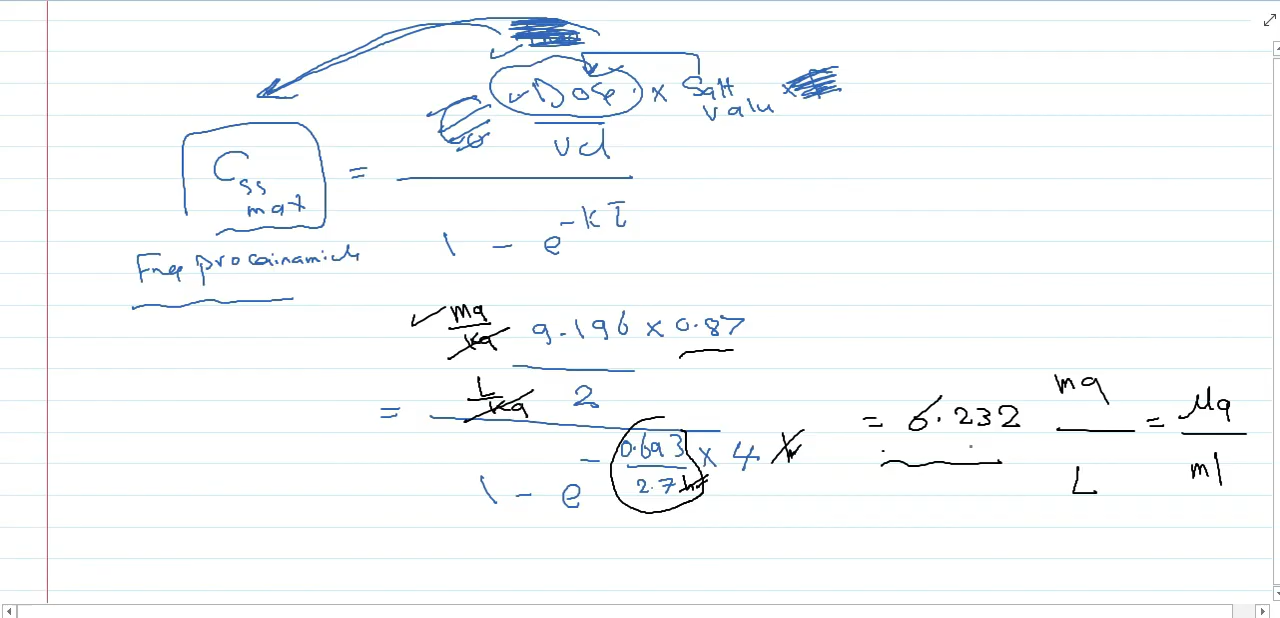 Dose × Salt value
Vd
Css max =
1 - e^-kτ
Free procainamide
mg/kg 9.196 × 0.87
L/kg 2
=
1 - e^-0.693/2.7 hr × 4
= 6.232 mg/L = μg/ml